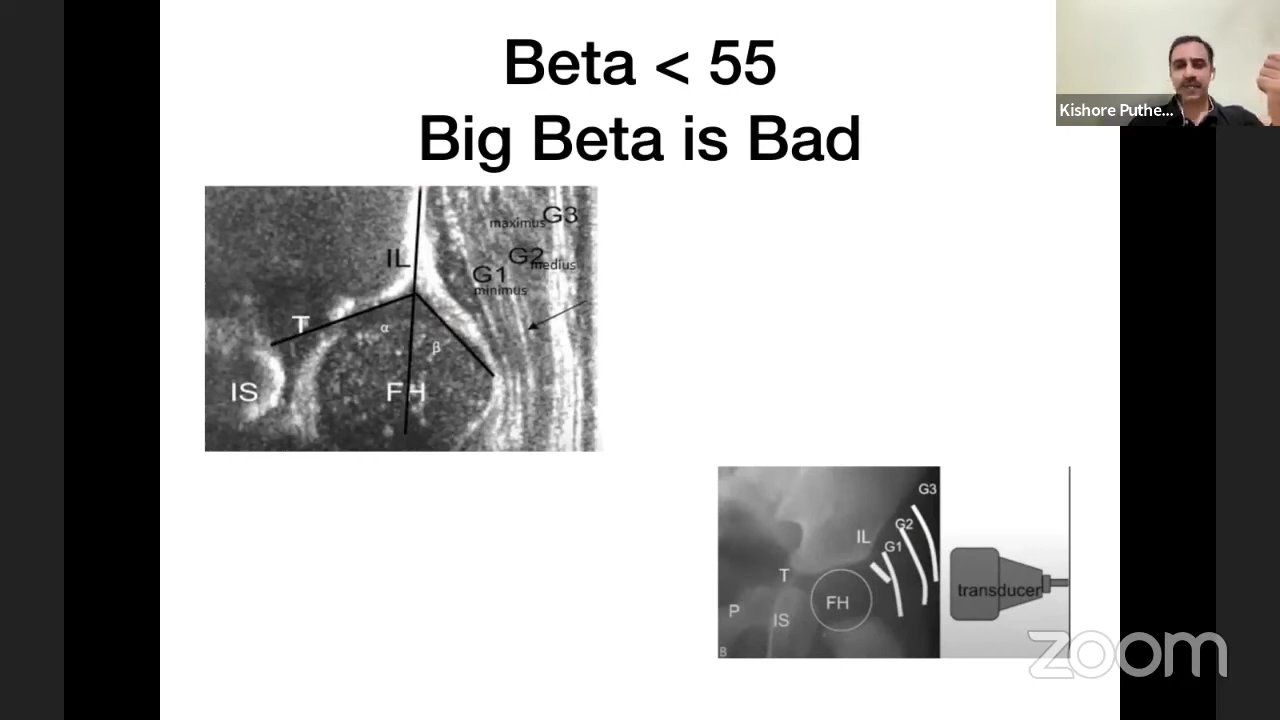 Beta < 55
Big Beta is Bad
Kishore Puthe...
maximus G3
IL
G2 medius
G1
minimus
T
α
β
IS
FH
G3
G2
IL
G1
T
FH
transducer
P
IS
B
zoom